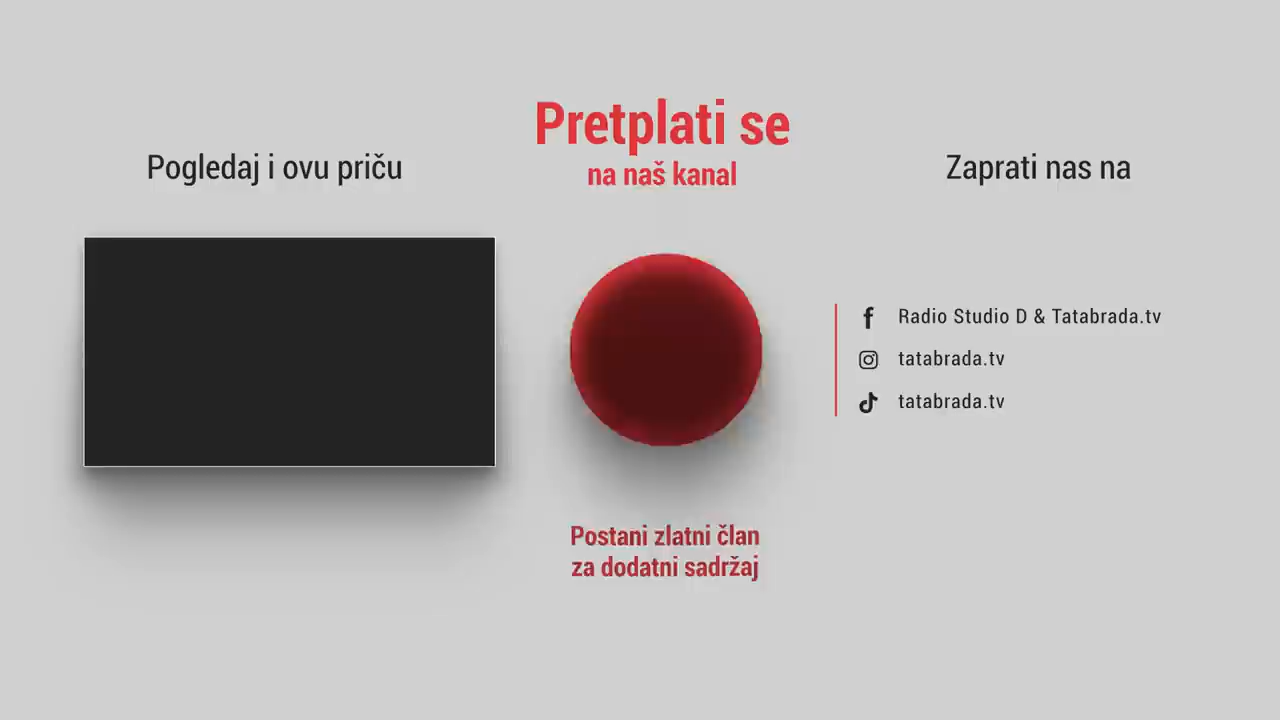 Pogledaj i ovu priču
Pretplati se
na naš kanal
Postani zlatni član
za dodatni sadržaj
Zaprati nas na
Radio Studio D & Tatabrada.tv
tatabrada.tv
tatabrada.tv